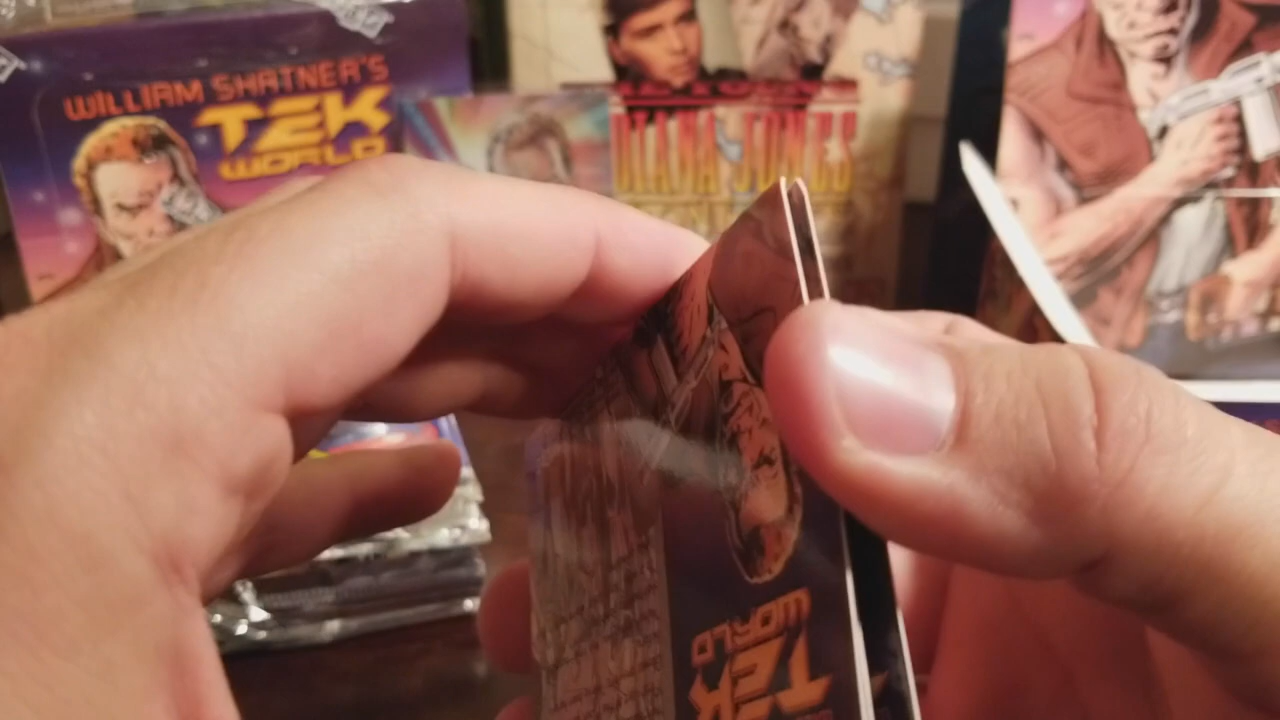 WILLIAM SHATNER'S
TEK
WORLD
DIANA JONES
WORLD
TEK